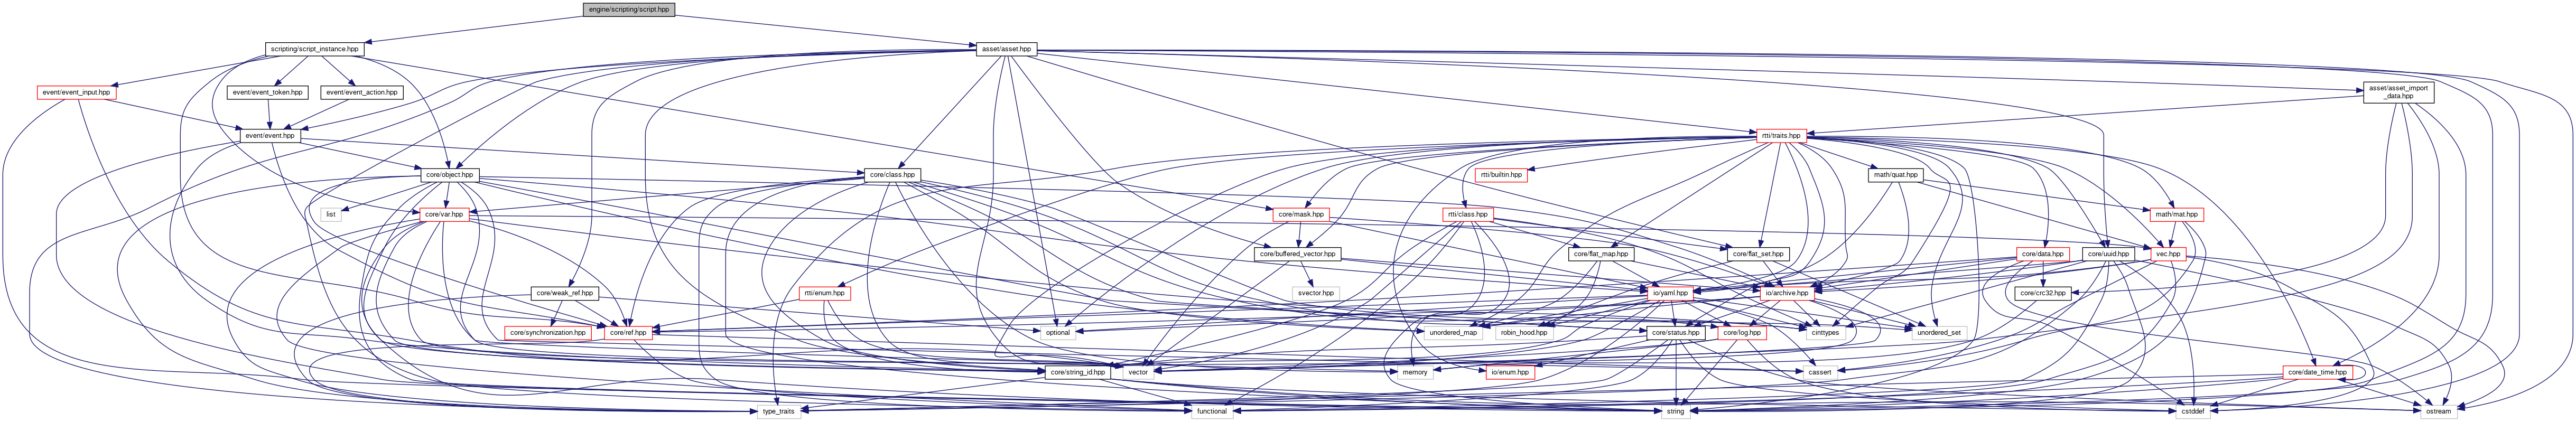 engine/scripting/script.hpp
scripting/script_instance.hpp
asset/asset.hpp
event/event_input.hpp
event/event_token.hpp
event/event_action.hpp
asset/asset_import
_data.hpp
event/event.hpp
rtti/traits.hpp
core/object.hpp
core/class.hpp
rtti/builtin.hpp
math/quat.hpp
list
core/var.hpp
core/mask.hpp
rtti/class.hpp
math/mat.hpp
core/buffered_vector.hpp
core/flat_map.hpp
core/flat_set.hpp
core/data.hpp
core/uuid.hpp
vec.hpp
core/weak_ref.hpp
rtti/enum.hpp
svector.hpp
io/yaml.hpp
io/archive.hpp
core/crc32.hpp
core/synchronization.hpp
core/ref.hpp
optional
unordered_map
robin_hood.hpp
core/status.hpp
core/log.hpp
cinttypes
unordered_set
core/string_id.hpp
vector
memory
io/enum.hpp
cassert
core/date_time.hpp
type_traits
functional
string
cstddef
ostream